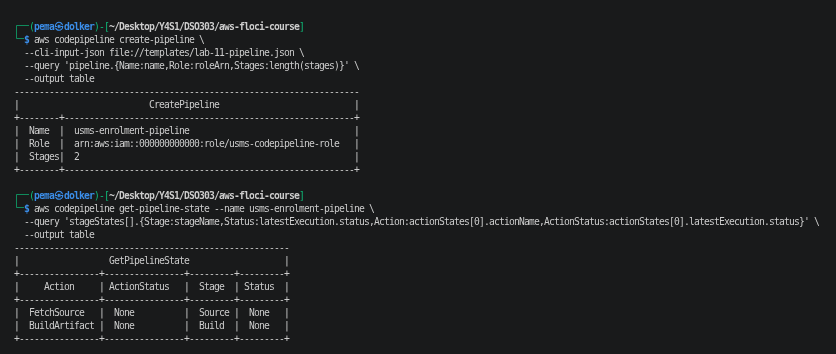 ┌──(pema㉿dolker)-[~/Desktop/Y4S1/DSO303/aws-floci-course]
└─$ aws codepipeline create-pipeline \
  --cli-input-json file://templates/lab-11-pipeline.json \
  --query 'pipeline.{Name:name,Role:roleArn,Stages:length(stages)}' \
  --output table
---------------------------------------------------------------------
|                          CreatePipeline                           |
+--------+----------------------------------------------------------+
|  Name  |  usms-enrolment-pipeline                                 |
|  Role  |  arn:aws:iam::000000000000:role/usms-codepipeline-role   |
|  Stages|  2                                                       |
+--------+----------------------------------------------------------+
┌──(pema㉿dolker)-[~/Desktop/Y4S1/DSO303/aws-floci-course]
└─$ aws codepipeline get-pipeline-state --name usms-enrolment-pipeline \
  --query 'stageStates[].{Stage:stageName,Status:latestExecution.status,Action:actionStates[0].actionName,ActionStatus:actionStates[0].latestExecution.status}' \
  --output table
-------------------------------------------------------
|                  GetPipelineState                   |
+----------------+----------------+---------+---------+
|     Action     | ActionStatus   |  Stage  | Status  |
+----------------+----------------+---------+---------+
|  FetchSource   |  None          |  Source |  None   |
|  BuildArtifact |  None          |  Build  |  None   |
+----------------+----------------+---------+---------+